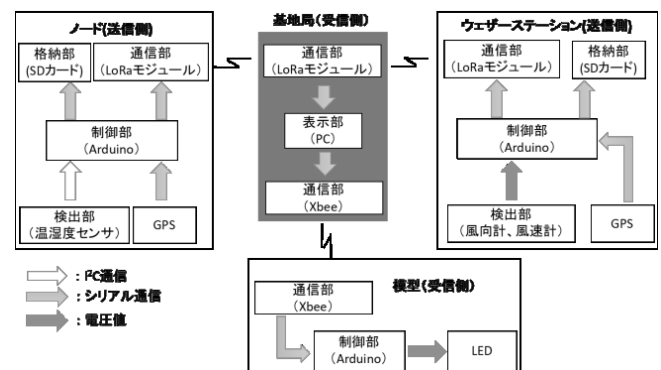 ノード(送信側)
格納部
(SDカード)
通信部
(LoRaモジュール)
制御部
(Arduino)
検出部
(温湿度センサ)
GPS
基地局(受信側)
通信部
(LoRaモジュール)
表示部
(PC)
通信部
(Xbee)
ウェザーステーション(送信側)
通信部
(LoRaモジュール)
格納部
(SDカード)
制御部
(Arduino)
検出部
(風向計、風速計)
GPS
:I²C通信
:シリアル通信
:電圧値
模型(受信側)
通信部
(Xbee)
制御部
(Arduino)
LED